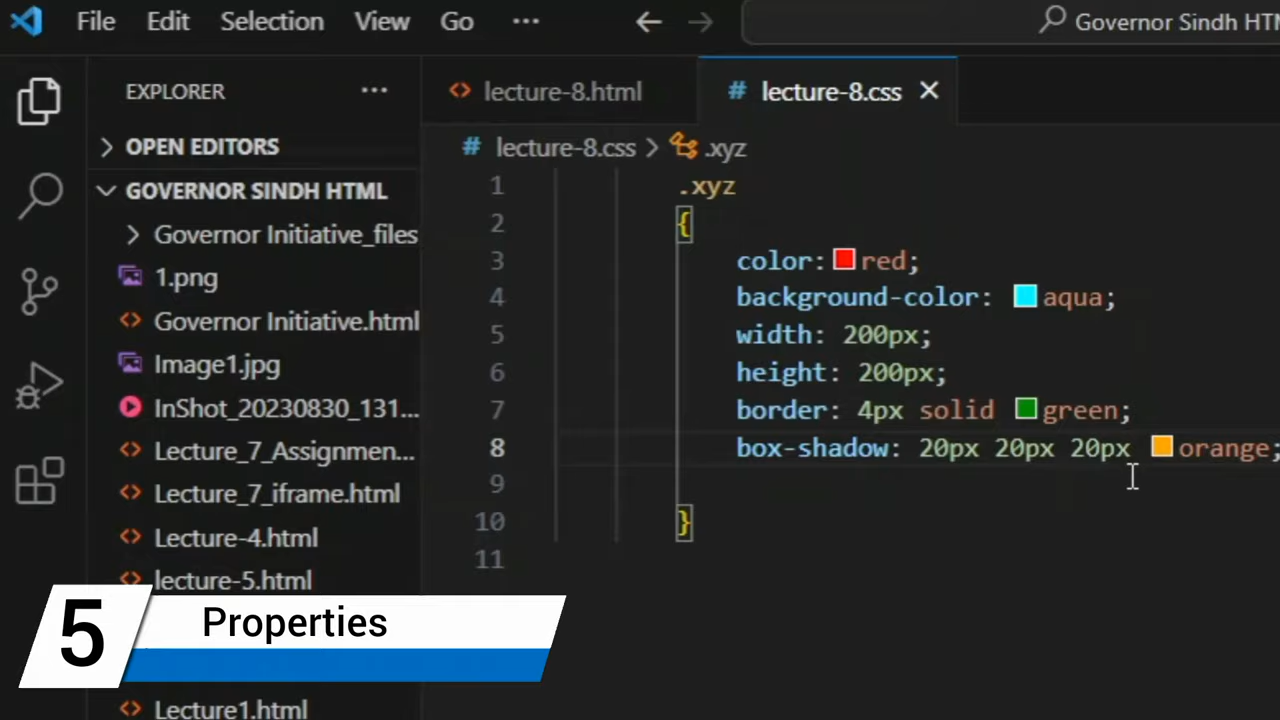 File Edit Selection View Go ··· Governor Sindh HTM
EXPLORER ···
lecture-8.html
# lecture-8.css ×
OPEN EDITORS
# lecture-8.css > .xyz
GOVERNOR SINDH HTML
Governor Initiative_files
1.png
Governor Initiative.html
Image1.jpg
InShot_20230830_131...
Lecture_7_Assignmen...
Lecture_7_iframe.html
Lecture-4.html
lecture-5.html
Lecture1.html
1 .xyz
2 {
3 color: red;
4 background-color: aqua;
5 width: 200px;
6 height: 200px;
7 border: 4px solid green;
8 box-shadow: 20px 20px 20px orange;
9
10 }
11
5 Properties